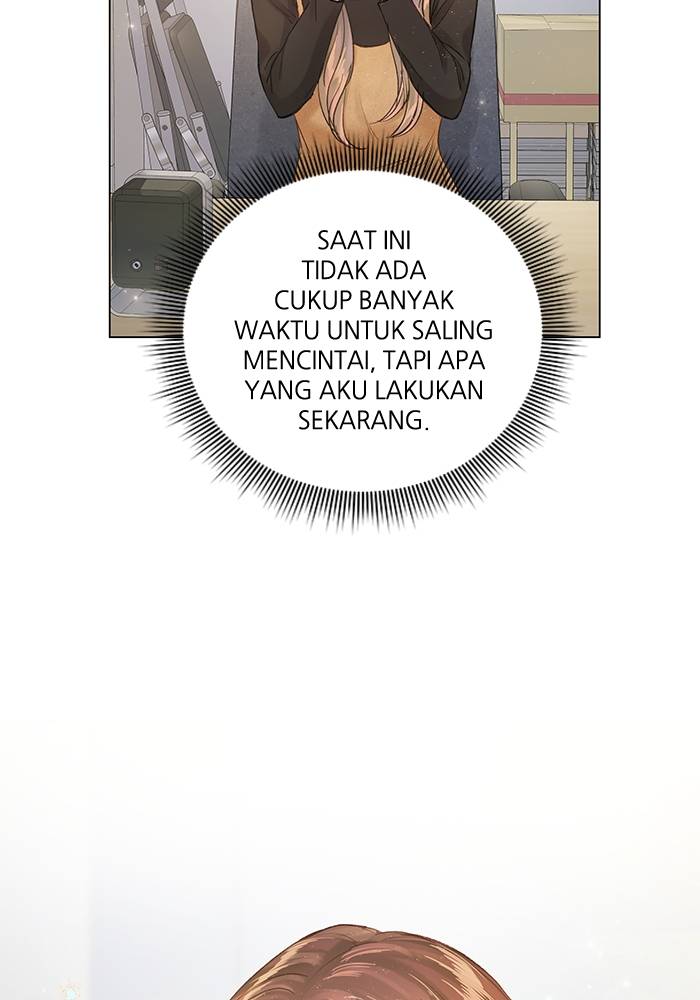 SAAT INI
TIDAK ADA
CUKUP BANYAK
WAKTU UNTUK SALING
MENCINTAI, TAPI APA
YANG AKU LAKUKAN
SEKARANG.